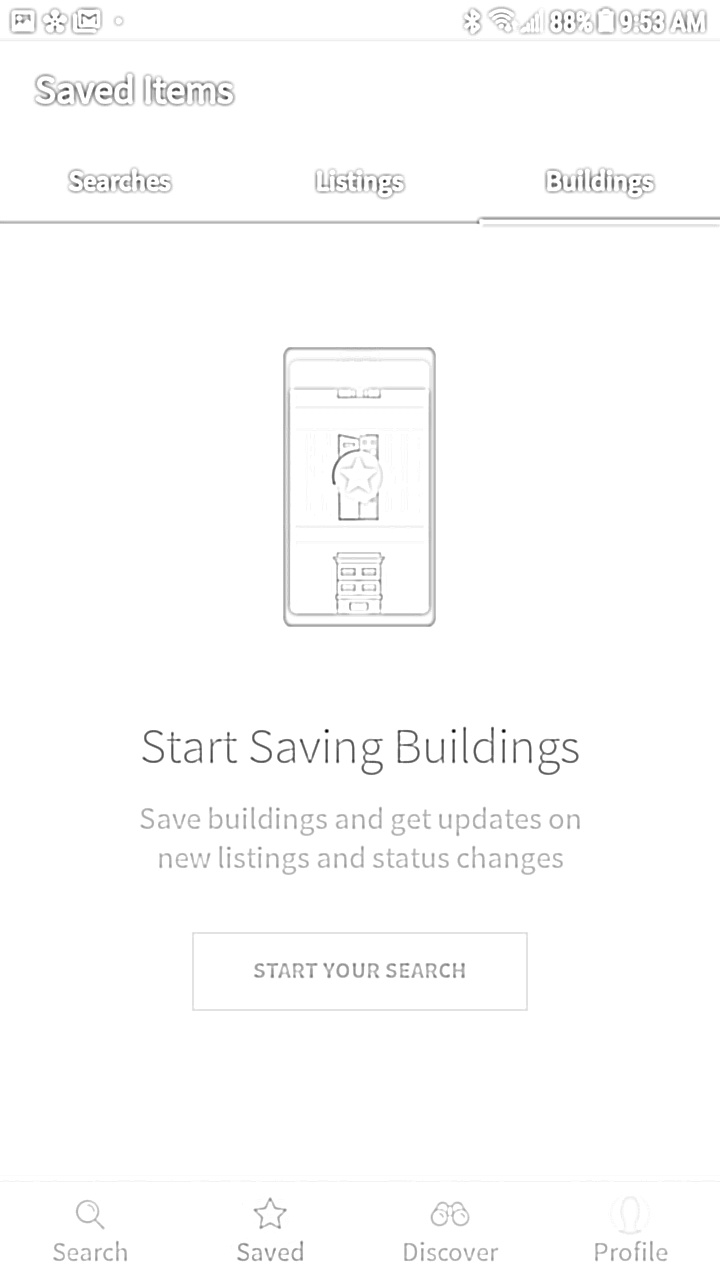 88% 9:53 AM
Saved Items
Searches Listings Buildings
Start Saving Buildings
Save buildings and get updates on
new listings and status changes
START YOUR SEARCH
Search Saved Discover Profile